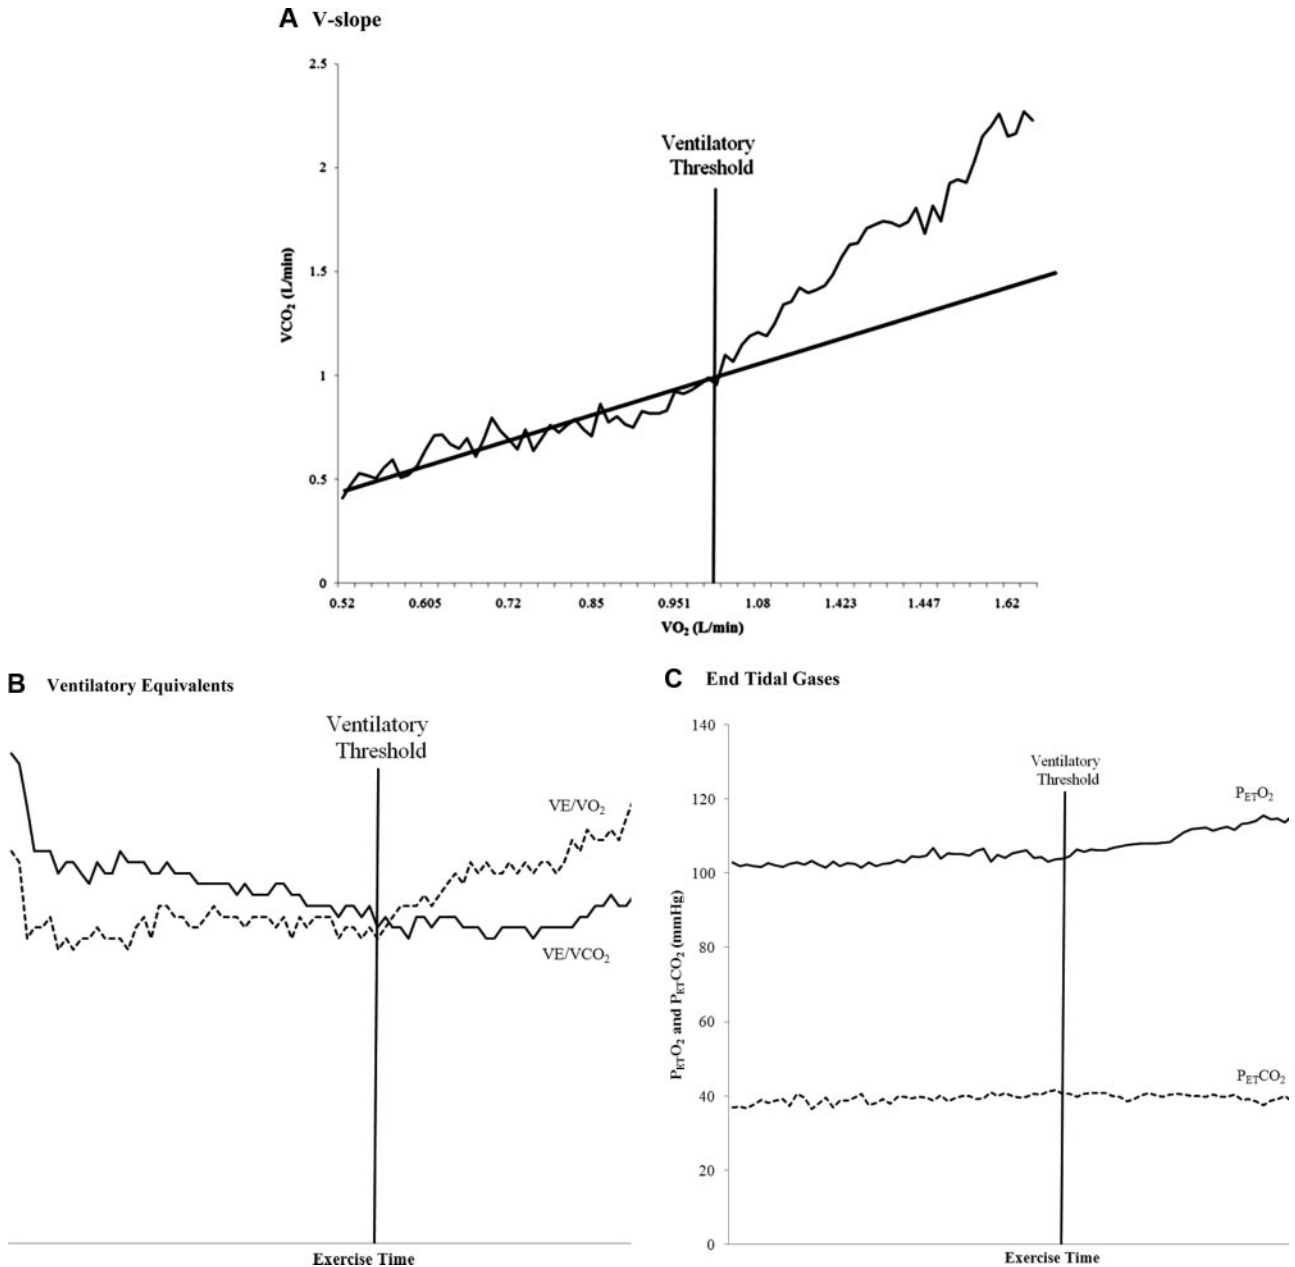 A V-slope
2.5
2
1.5
1
0.5
0
VCO₂ (L/min)
Ventilatory
Threshold
0.52 0.605 0.72 0.85 0.951 1.08 1.423 1.447 1.62
VO₂ (L/min)
B Ventilatory Equivalents
Ventilatory
Threshold
VE/VO₂
VE/VCO₂
Exercise Time
C End Tidal Gases
140
120
100
80
60
40
20
0
PETO₂ and PETCO₂ (mmHg)
Ventilatory
Threshold
PETO₂
PETCO₂
Exercise Time